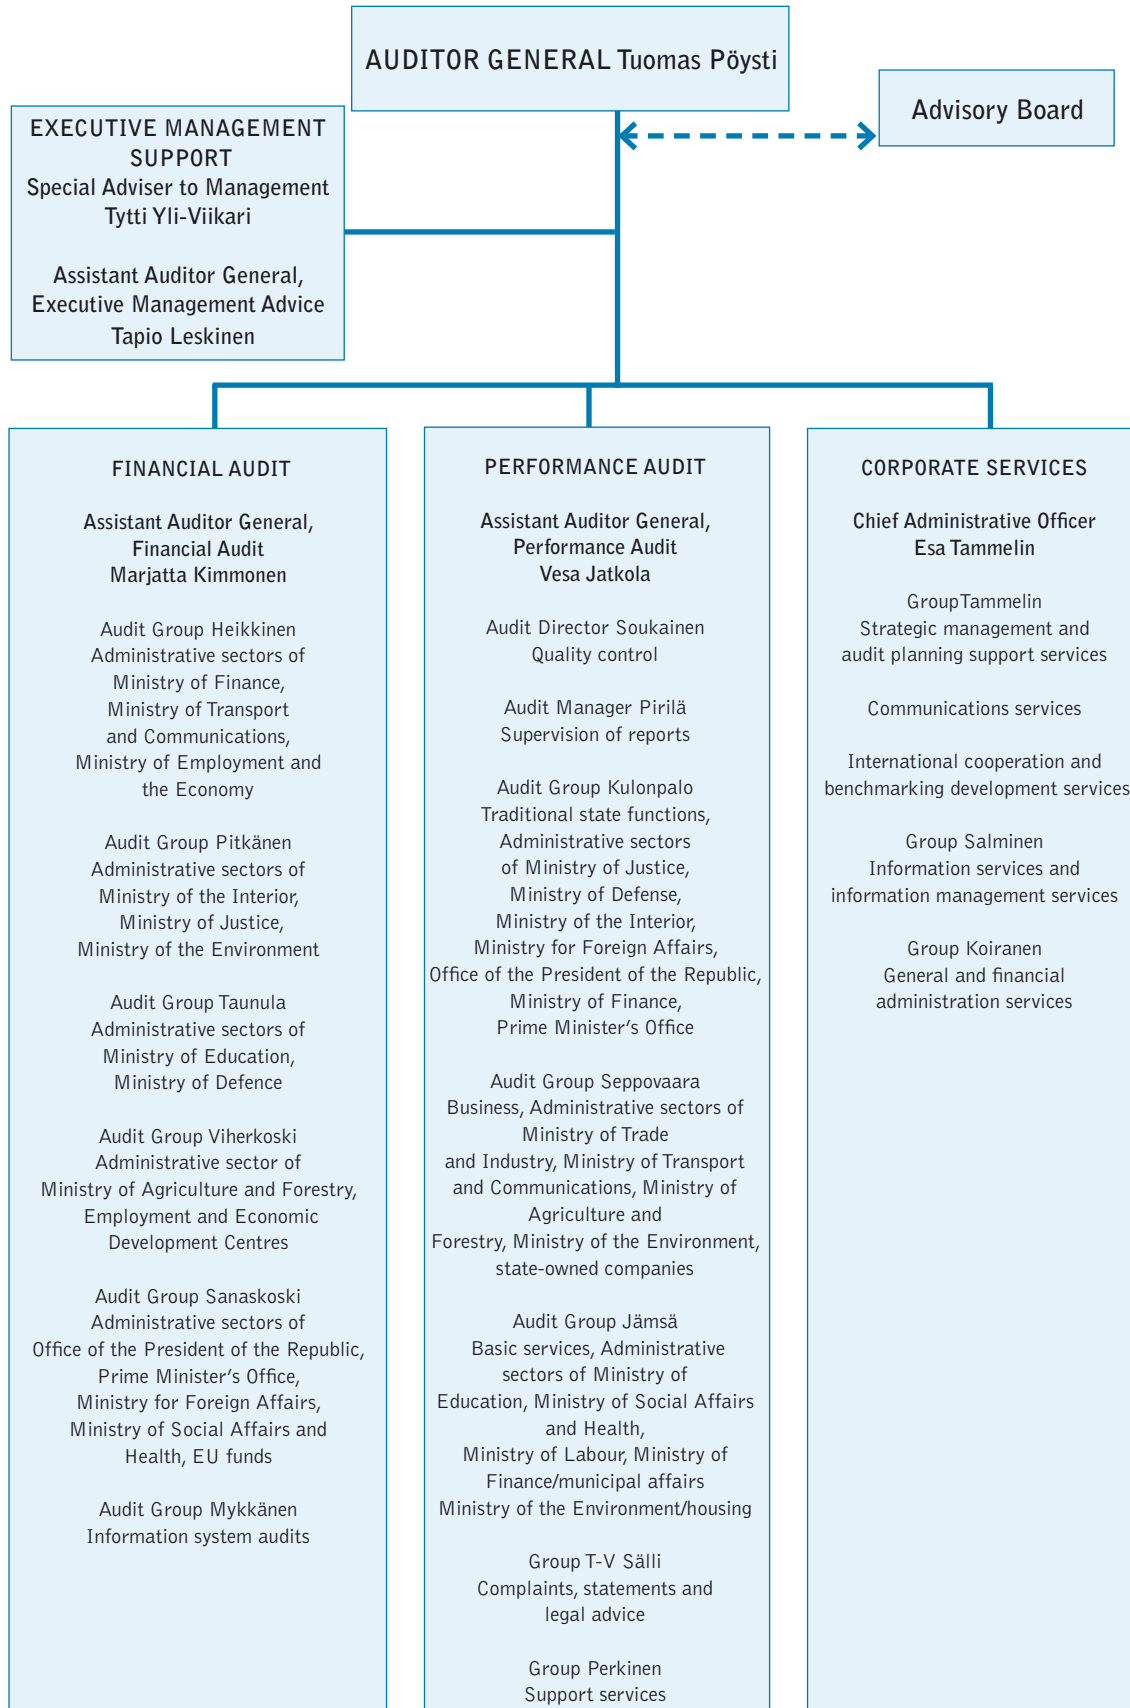 AUDITOR GENERAL Tuomas Pöysti
Advisory Board
EXECUTIVE MANAGEMENT
SUPPORT
Special Adviser to Management
Tytti Yli-Viikari
Assistant Auditor General,
Executive Management Advice
Tapio Leskinen
FINANCIAL AUDIT
Assistant Auditor General,
Financial Audit
Marjatta Kimmonen
Audit Group Heikkinen
Administrative sectors of
Ministry of Finance,
Ministry of Transport
and Communications,
Ministry of Employment and
the Economy
Audit Group Pitkänen
Administrative sectors of
Ministry of the Interior,
Ministry of Justice,
Ministry of the Environment
Audit Group Taunula
Administrative sectors of
Ministry of Education,
Ministry of Defence
Audit Group Viherkoski
Administrative sector of
Ministry of Agriculture and Forestry,
Employment and Economic
Development Centres
Audit Group Sanaskoski
Administrative sectors of
Office of the President of the Republic,
Prime Minister's Office,
Ministry for Foreign Affairs,
Ministry of Social Affairs and
Health, EU funds
Audit Group Mykkänen
Information system audits
PERFORMANCE AUDIT
Assistant Auditor General,
Performance Audit
Vesa Jatkola
Audit Director Soukainen
Quality control
Audit Manager Pirilä
Supervision of reports
Audit Group Kulonpalo
Traditional state functions,
Administrative sectors
of Ministry of Justice,
Ministry of Defense,
Ministry of the Interior,
Ministry for Foreign Affairs,
Office of the President of the Republic,
Ministry of Finance,
Prime Minister's Office
Audit Group Seppovaara
Business, Administrative sectors of
Ministry of Trade
and Industry, Ministry of Transport
and Communications, Ministry of
Agriculture and
Forestry, Ministry of the Environment,
state-owned companies
Audit Group Jämsä
Basic services, Administrative
sectors of Ministry of
Education, Ministry of Social Affairs
and Health,
Ministry of Labour, Ministry of
Finance/municipal affairs
Ministry of the Environment/housing
Group T-V Sälli
Complaints, statements and
legal advice
Group Perkinen
Support services
CORPORATE SERVICES
Chief Administrative Officer
Esa Tammelin
GroupTammelin
Strategic management and
audit planning support services
Communications services
International cooperation and
benchmarking development services
Group Salminen
Information services and
information management services
Group Koiranen
General and financial
administration services